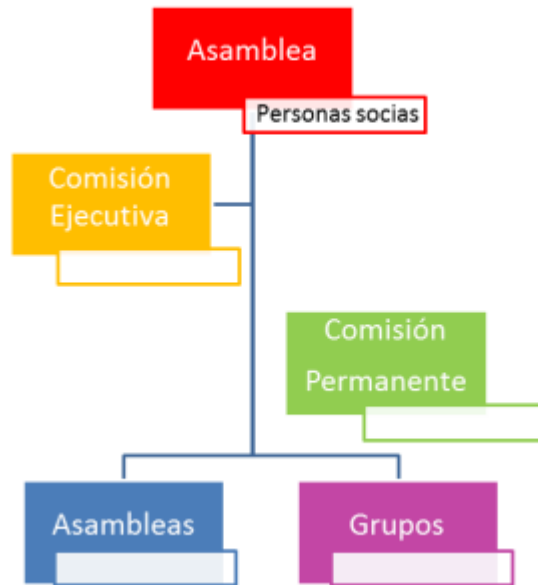 Asamblea
Personas socias
Comisión
Ejecutiva
Comisión
Permanente
Asambleas
Grupos